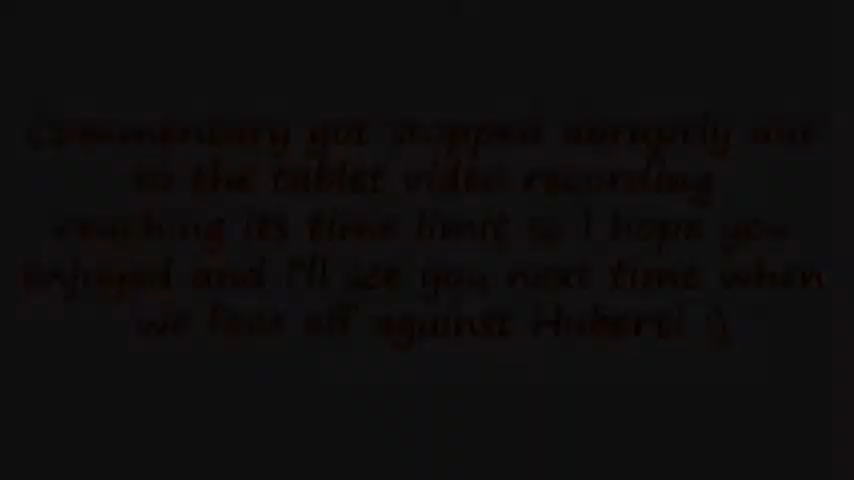 Commentary got stopped abruptly due
to the tablet video recording
reaching its time limit so I hope you
enjoyed and I'll see you next time when
we face off against Hubert! :)